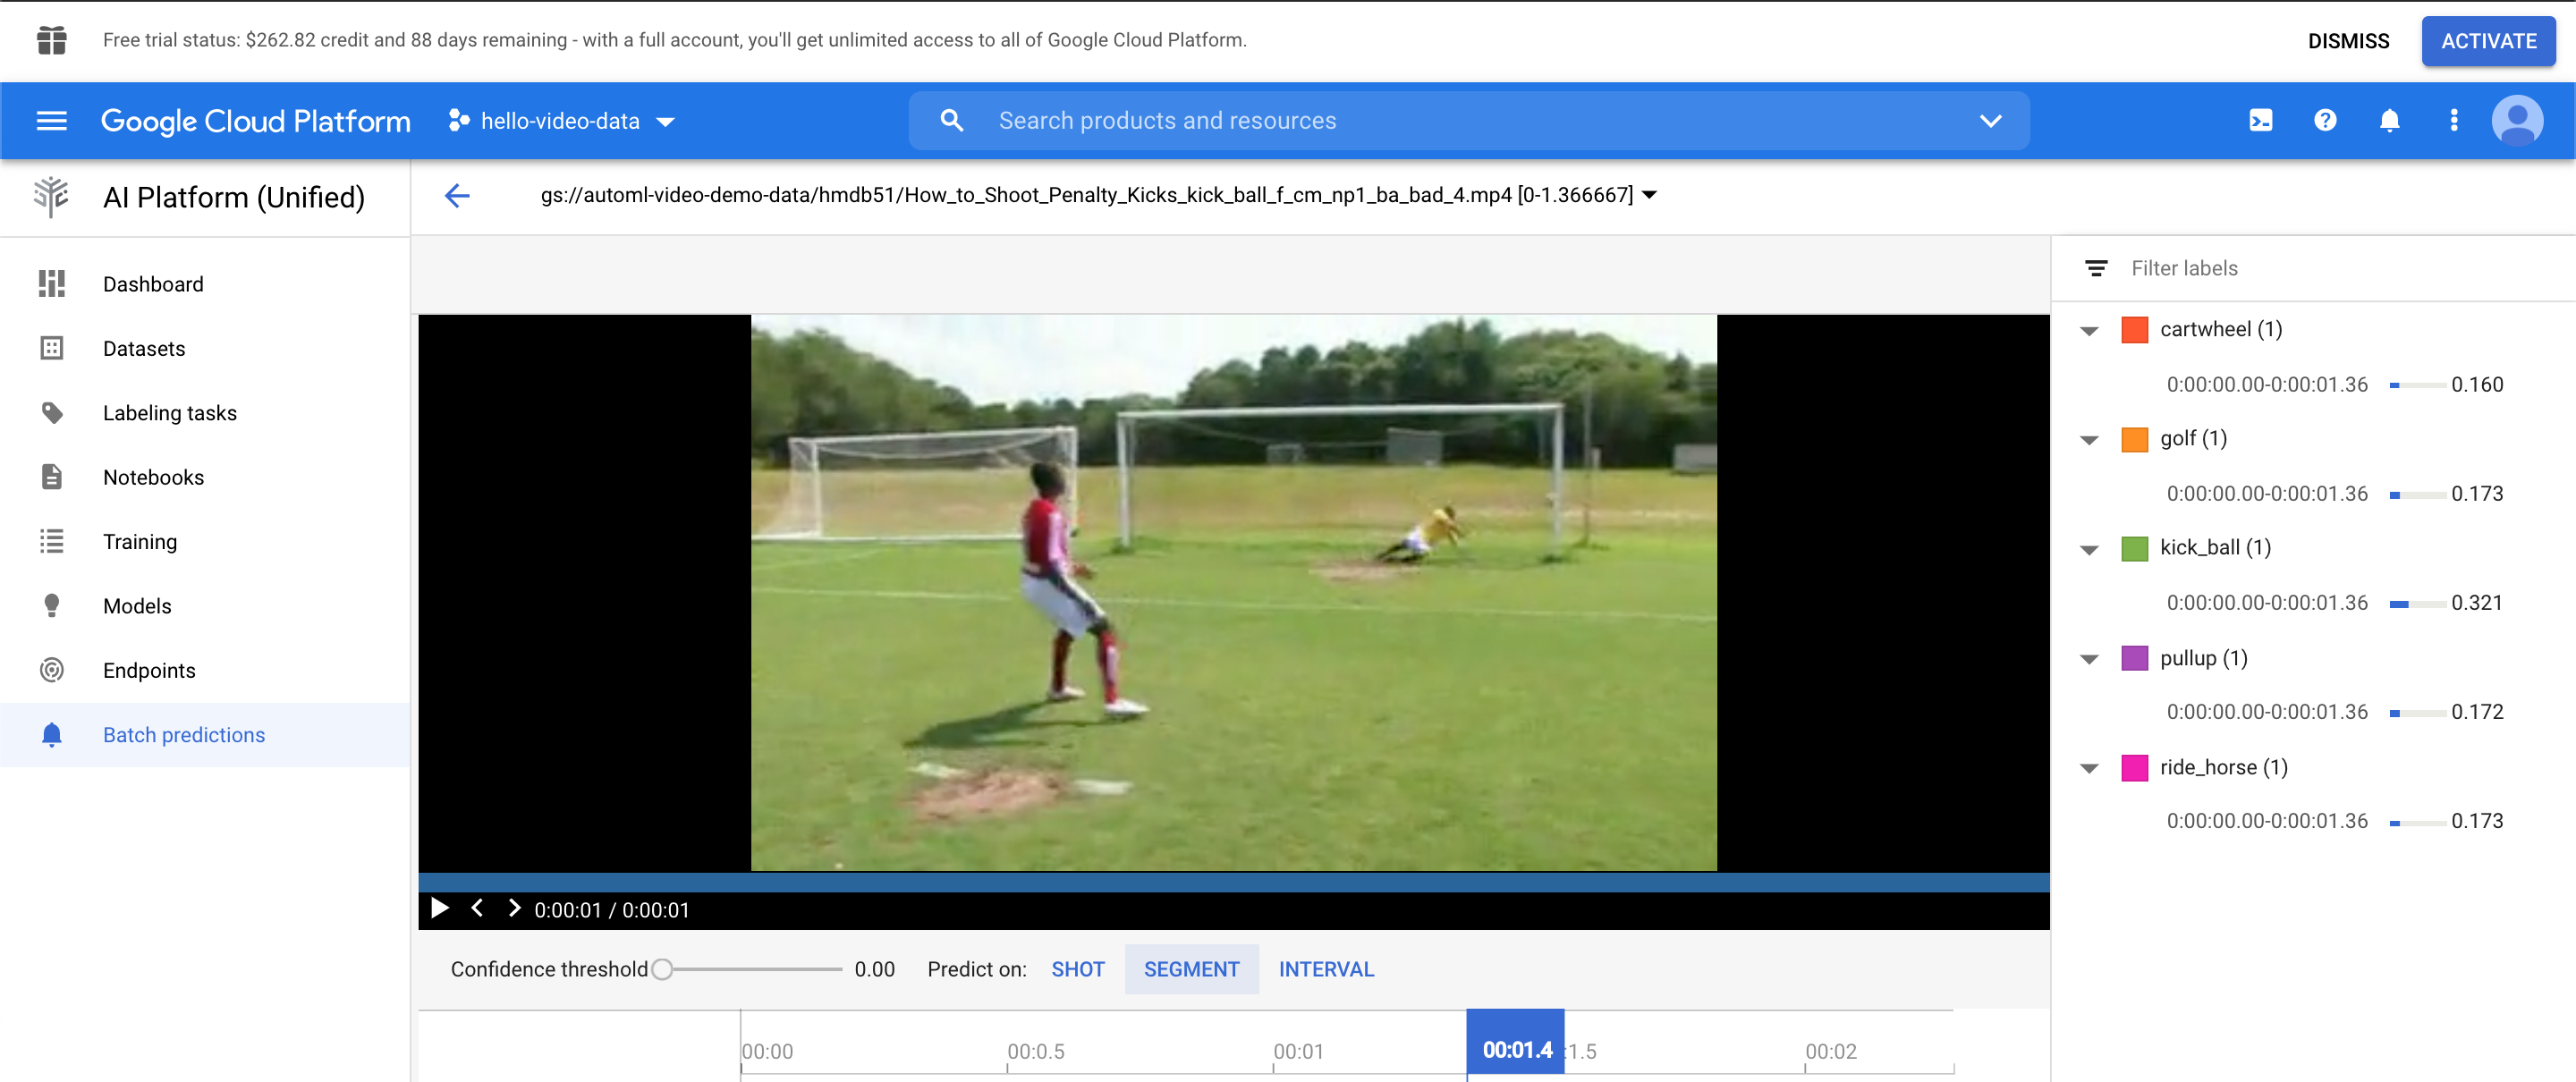 Free trial status: $262.82 credit and 88 days remaining - with a full account, you'll get unlimited access to all of Google Cloud Platform.
DISMISS
ACTIVATE
Google Cloud Platform
hello-video-data
Search products and resources
AI Platform (Unified)
gs://automl-video-demo-data/hmdb51/How_to_Shoot_Penalty_Kicks_kick_ball_f_cm_np1_ba_bad_4.mp4 [0-1.366667]
Dashboard
Datasets
Labeling tasks
Notebooks
Training
Models
Endpoints
Batch predictions
0:00:01 / 0:00:01
Confidence threshold
0.00
Predict on:
SHOT
SEGMENT
INTERVAL
00:00
00:0.5
00:01
00:01.4
:1.5
00:02
Filter labels
cartwheel (1)
0:00:00.00-0:00:01.36 0.160
golf (1)
0:00:00.00-0:00:01.36 0.173
kick_ball (1)
0:00:00.00-0:00:01.36 0.321
pullup (1)
0:00:00.00-0:00:01.36 0.172
ride_horse (1)
0:00:00.00-0:00:01.36 0.173